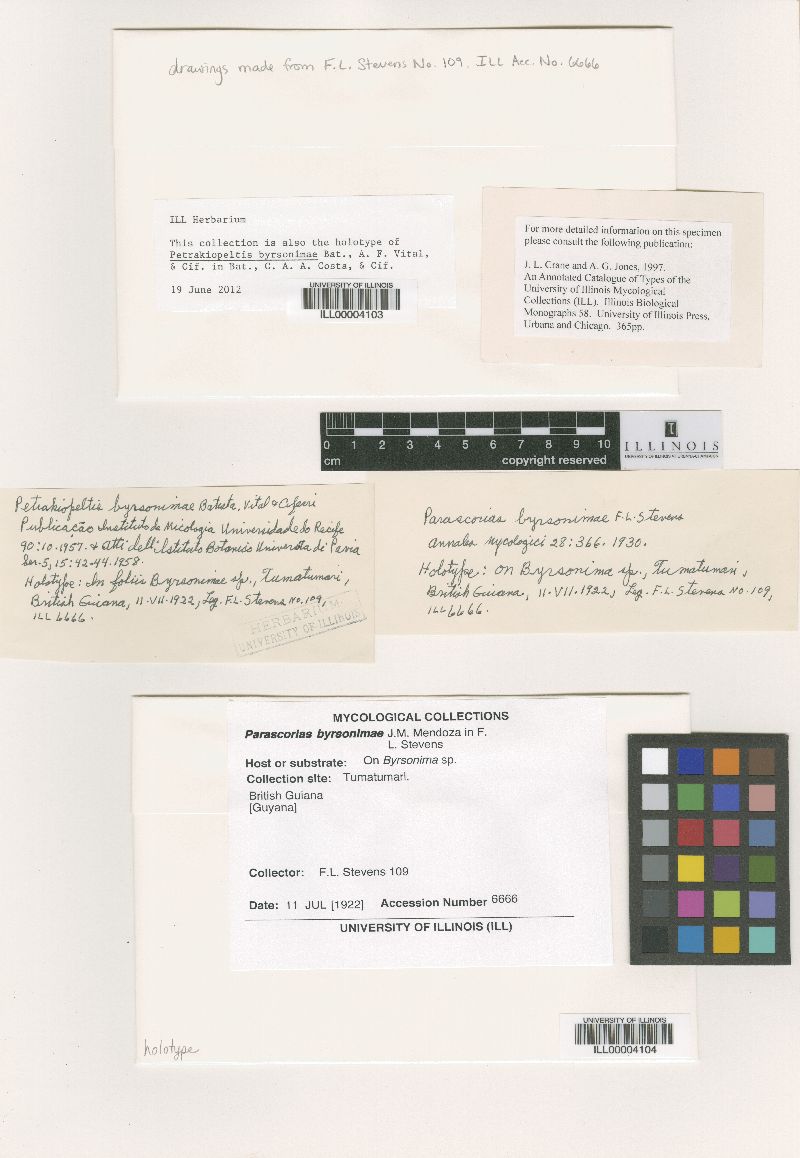 drawings made from F.L. Stevens No. 109. ILL Acc. No. 6666
ILL Herbarium
This collection is also the holotype of
Petrakiopeltis byrsonimae Bat., A. F. Vital,
& Cif. in Bat., C. A. A. Costa, & Cif.
19 June 2012
UNIVERSITY OF ILLINOIS
ILL00004103
For more detailed information on this specimen
please consult the following publication:
J. L. Crane and A. G. Jones, 1997.
An Annotated Catalogue of Types of the
University of Illinois Mycological
Collections (ILL). Illinois Biological
Monographs 58. University of Illinois Press,
Urbana and Chicago. 365pp.
0 1 2 3 4 5 6 7 8 9 10
cm copyright reserved
I
ILLINOIS
Petrakiopeltis byrsonimae Batista, Vital & Ciferri
Publicação Instituto de Micologia Universidade do Recife
90:10.1957. & Atti dell'Istituto Botanico Universita di Pavia
Ser. 5, 15:42-44.1958.
Holotype: In foliis Byrsonimae sp., Tumatumari,
British Guiana, 11.VII.1922, Leg. F.L. Stevens No. 109,
ILL 6666.
HERBARIUM
UNIVERSITY OF ILLINOIS
Parascorias byrsonimae F.L. Stevens
Annales Mycologici 28:366. 1930.
Holotype: on Byrsonima sp., Tumatumari,
British Guiana, 11.VII.1922, Leg. F.L. Stevens No. 109,
ILL 6666.
MYCOLOGICAL COLLECTIONS
Parascorias byrsonimae J.M. Mendoza in F.
L. Stevens
Host or substrate: On Byrsonima sp.
Collection site: Tumatumari.
British Guiana
[Guyana]
Collector: F.L. Stevens 109
Date: 11 JUL [1922] Accession Number 6666
UNIVERSITY OF ILLINOIS (ILL)
UNIVERSITY OF ILLINOIS
ILL00004104
holotype